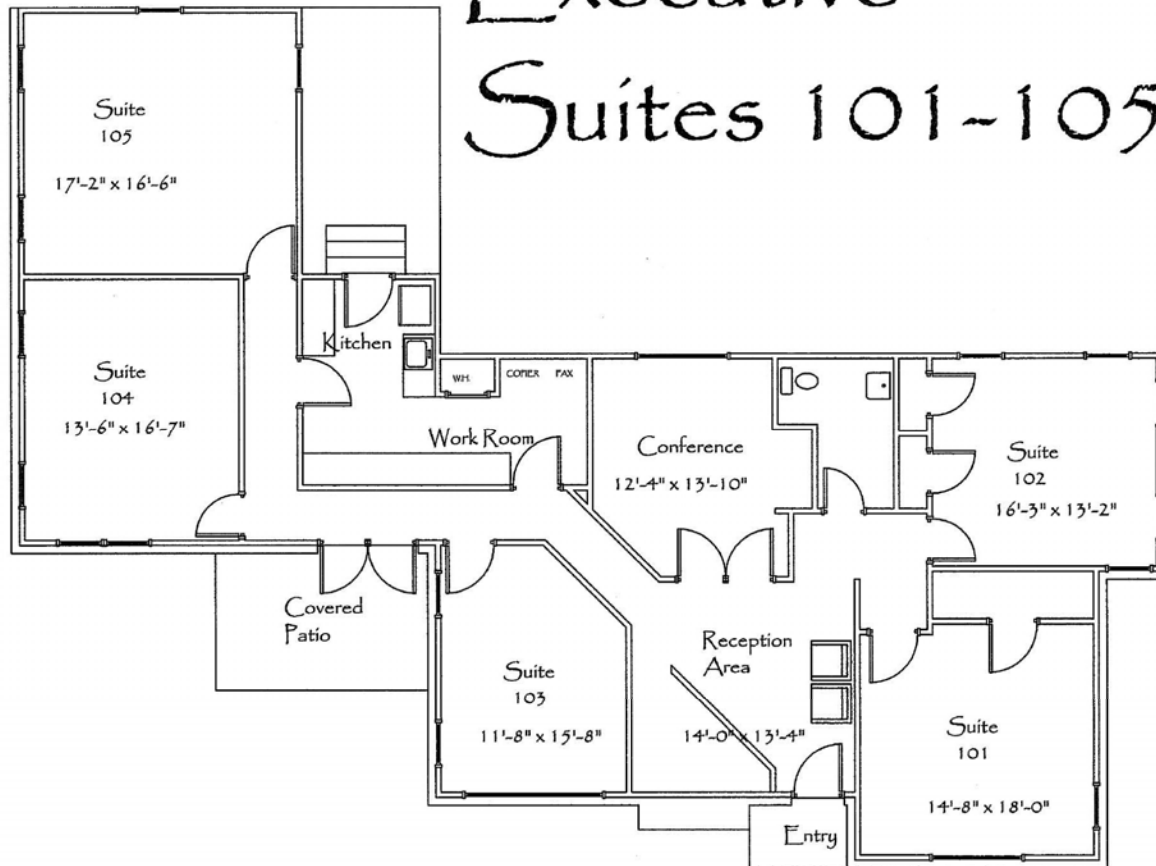 Executive
Suites 101-105
Suite
105
17'-2" x 16'-6"
Kitchen
Suite
104
13'-6" x 16'-7"
W.H.
COPIER FAX
Work Room
Conference
12'-4" x 13'-10"
Suite
102
16'-3" x 13'-2"
Covered
Patio
Suite
103
11'-8" x 15'-8"
Reception
Area
14'-0" x 13'-4"
Suite
101
14'-8" x 18'-0"
Entry